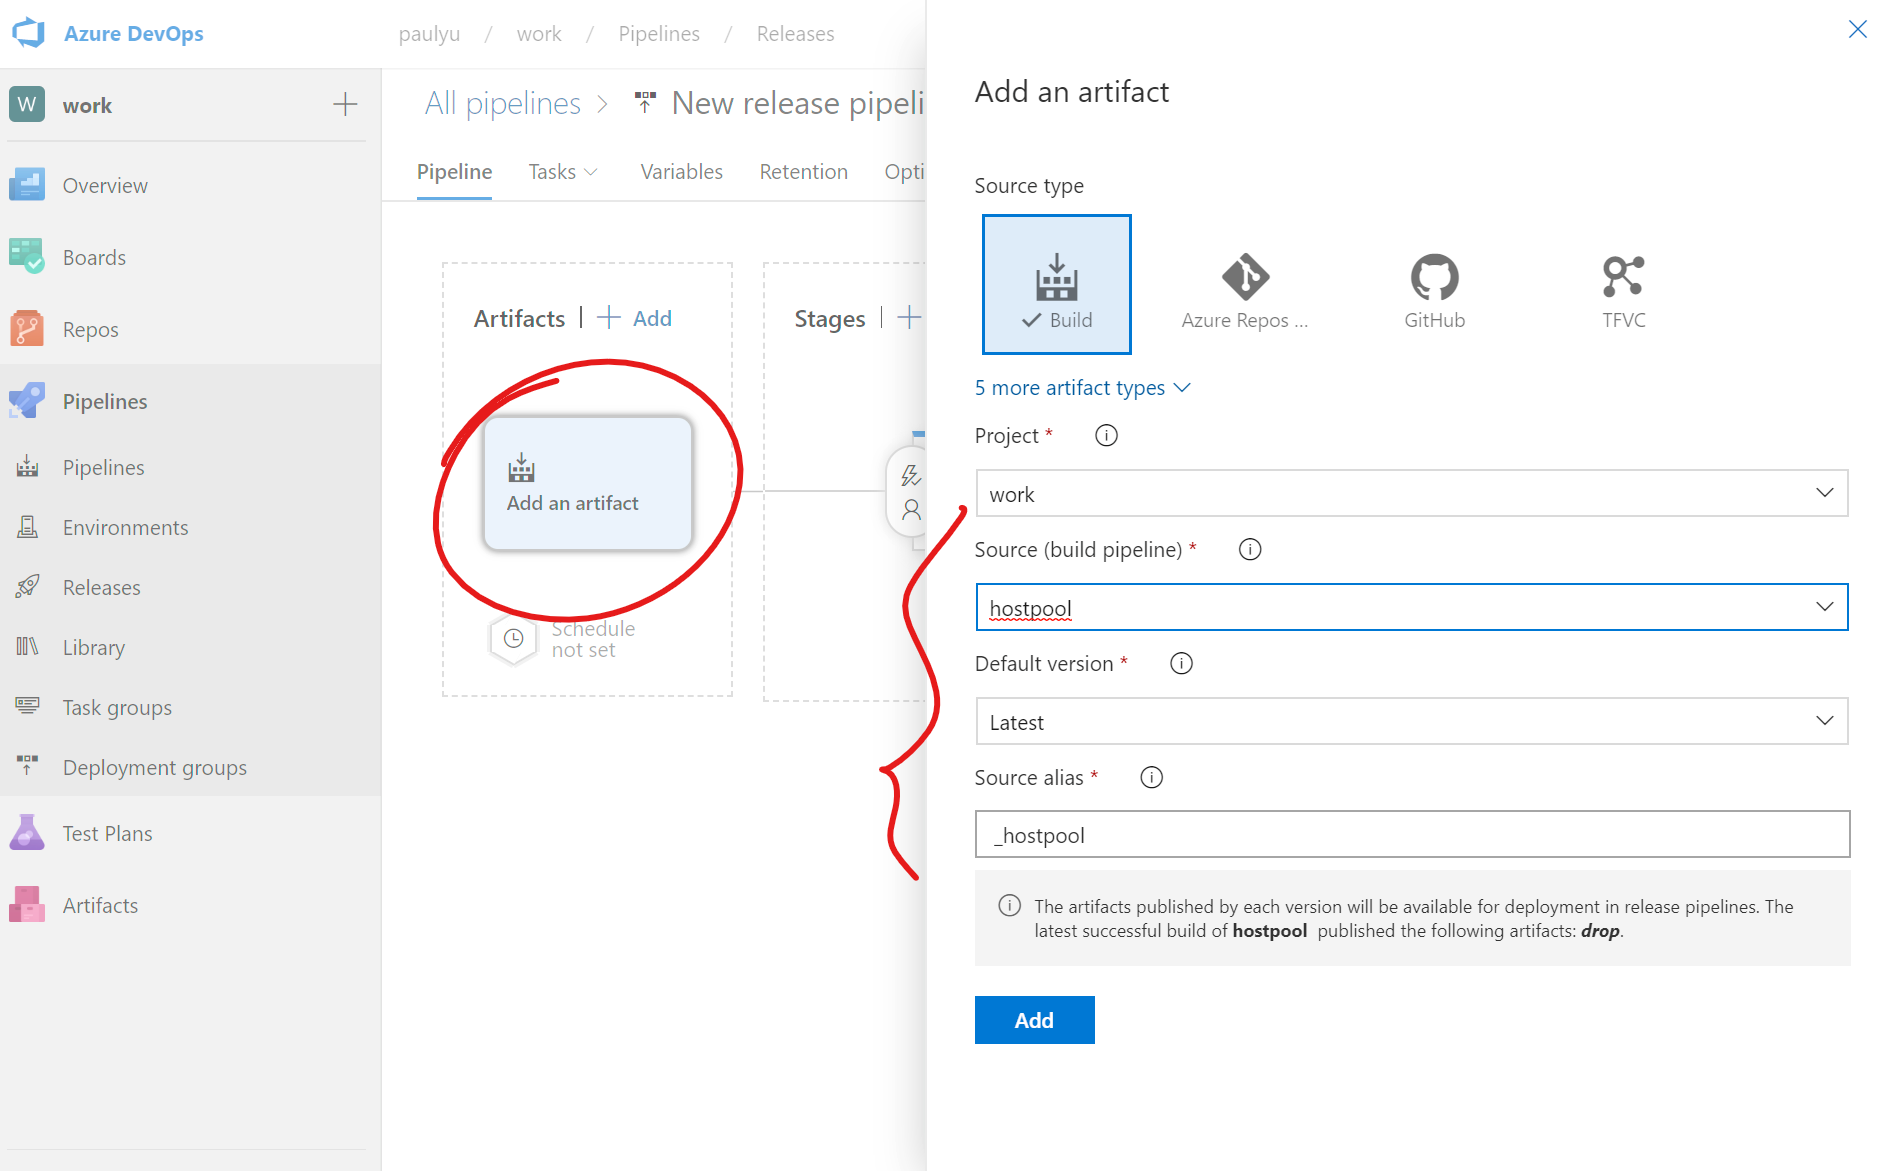 Azure DevOps
paulyu / work / Pipelines / Releases
W work
Overview
Boards
Repos
Pipelines
Pipelines
Environments
Releases
Library
Task groups
Deployment groups
Test Plans
Artifacts
All pipelines > New release pipeli
Pipeline Tasks Variables Retention Opti
Artifacts | + Add
Stages | +
Add an artifact
Schedule
not set
Add an artifact
Source type
Build
Azure Repos ...
GitHub
TFVC
5 more artifact types
Project *
work
Source (build pipeline) *
hostpool
Default version *
Latest
Source alias *
_hostpool
The artifacts published by each version will be available for deployment in release pipelines. The
latest successful build of hostpool published the following artifacts: drop.
Add